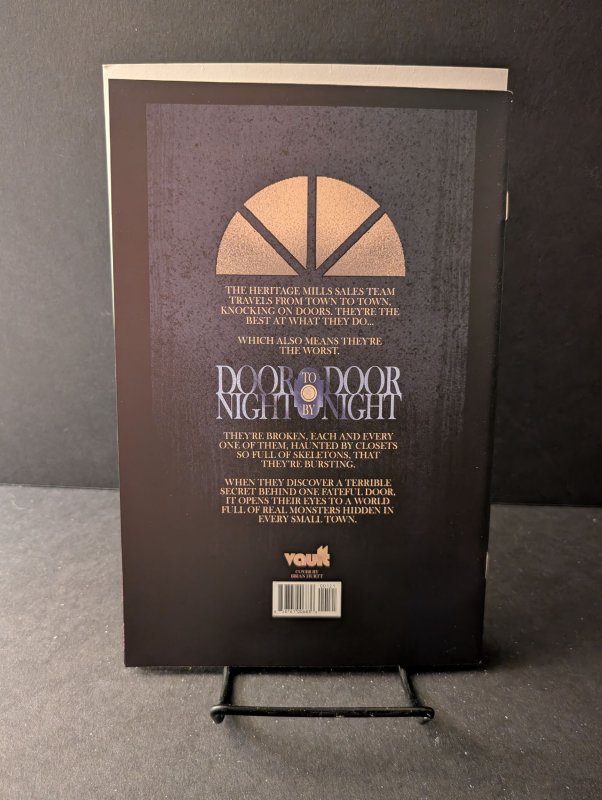 THE HERITAGE MILLS SALES TEAM
TRAVELS FROM TOWN TO TOWN,
KNOCKING ON DOORS. THEY'RE THE
BEST AT WHAT THEY DO...
WHICH ALSO MEANS THEY'RE
THE WORST.
DOOR TO DOOR
NIGHT BY NIGHT
THEY'RE BROKEN, EACH AND EVERY
ONE OF THEM, HAUNTED BY CLOSETS
SO FULL OF SKELETONS, THAT
THEY'RE BURSTING.
WHEN THEY DISCOVER A TERRIBLE
SECRET BEHIND ONE FATEFUL DOOR,
IT OPENS THEIR EYES TO A WORLD
FULL OF REAL MONSTERS HIDDEN IN
EVERY SMALL TOWN.
vault
COVER BY
BRIAN HURTT